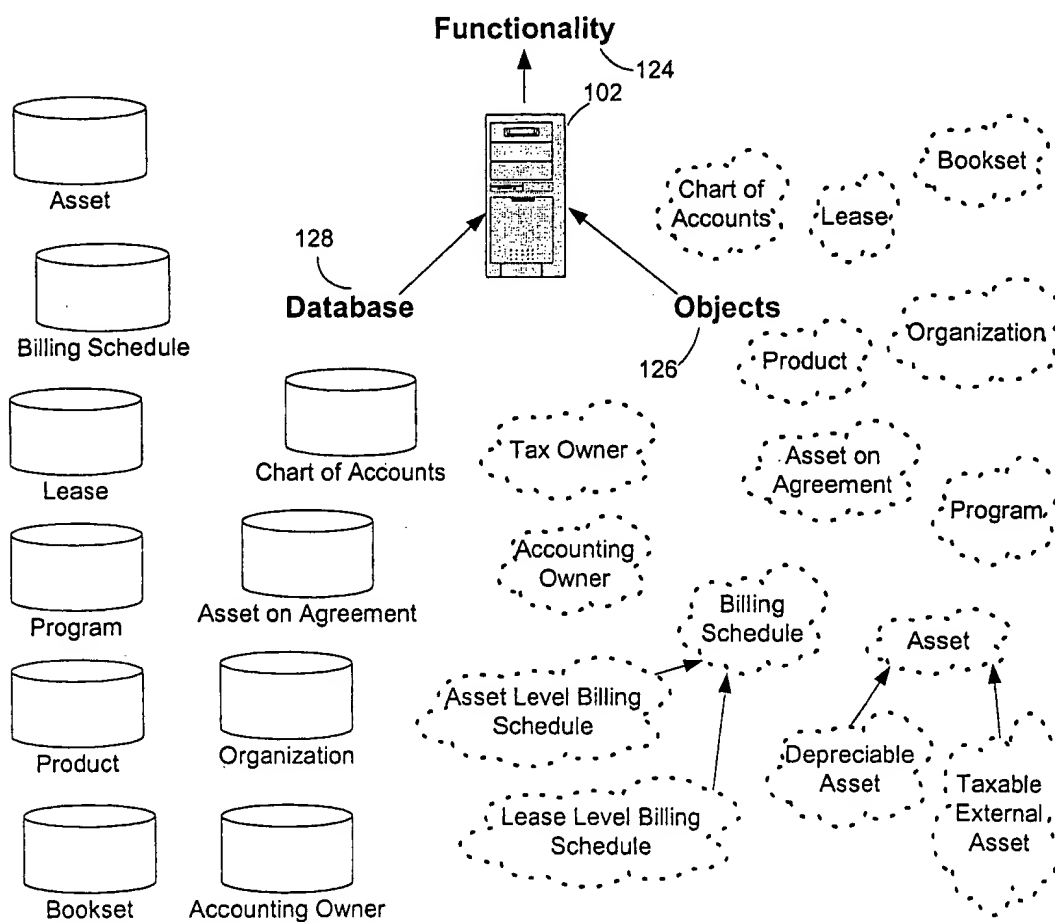 Functionality
124
102
Asset
Billing Schedule
Lease
Program
Product
Bookset
128
Database
Chart of Accounts
Asset on Agreement
Organization
Accounting Owner
Objects
126
Chart of
Accounts
Lease
Bookset
Product
Organization
Tax Owner
Asset on
Agreement
Program
Accounting
Owner
Billing
Schedule
Asset
Asset Level Billing
Schedule
Lease Level Billing
Schedule
Depreciable
Asset
Taxable
External
Asset